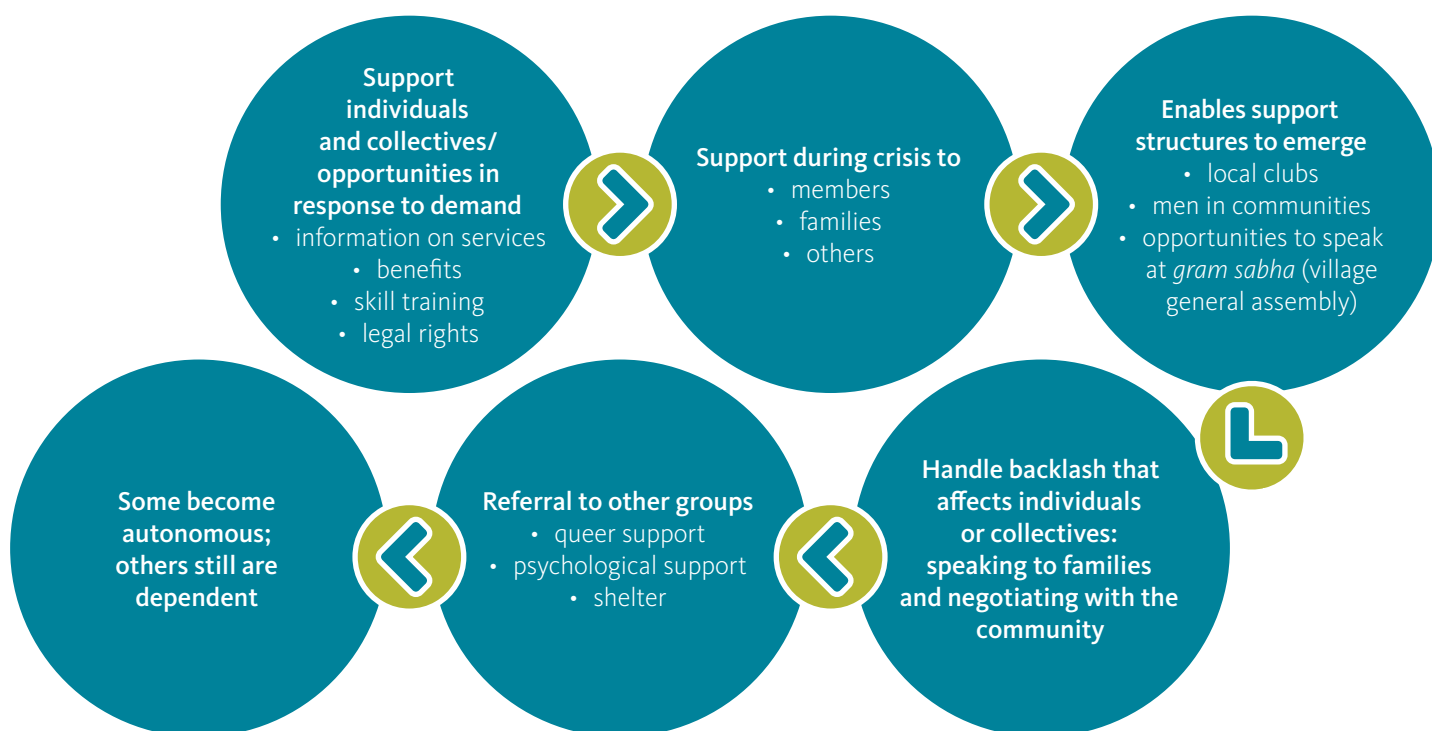 Support
individuals
and collectives/
opportunities in
response to demand
• information on services
• benefits
• skill training
• legal rights
Support during crisis to
• members
• families
• others
Enables support
structures to emerge
• local clubs
• men in communities
• opportunities to speak
at gram sabha (village
general assembly)
Handle backlash that
affects individuals
or collectives:
speaking to families
and negotiating with the
community
Referral to other groups
• queer support
• psychological support
• shelter
Some become
autonomous;
others still are
dependent